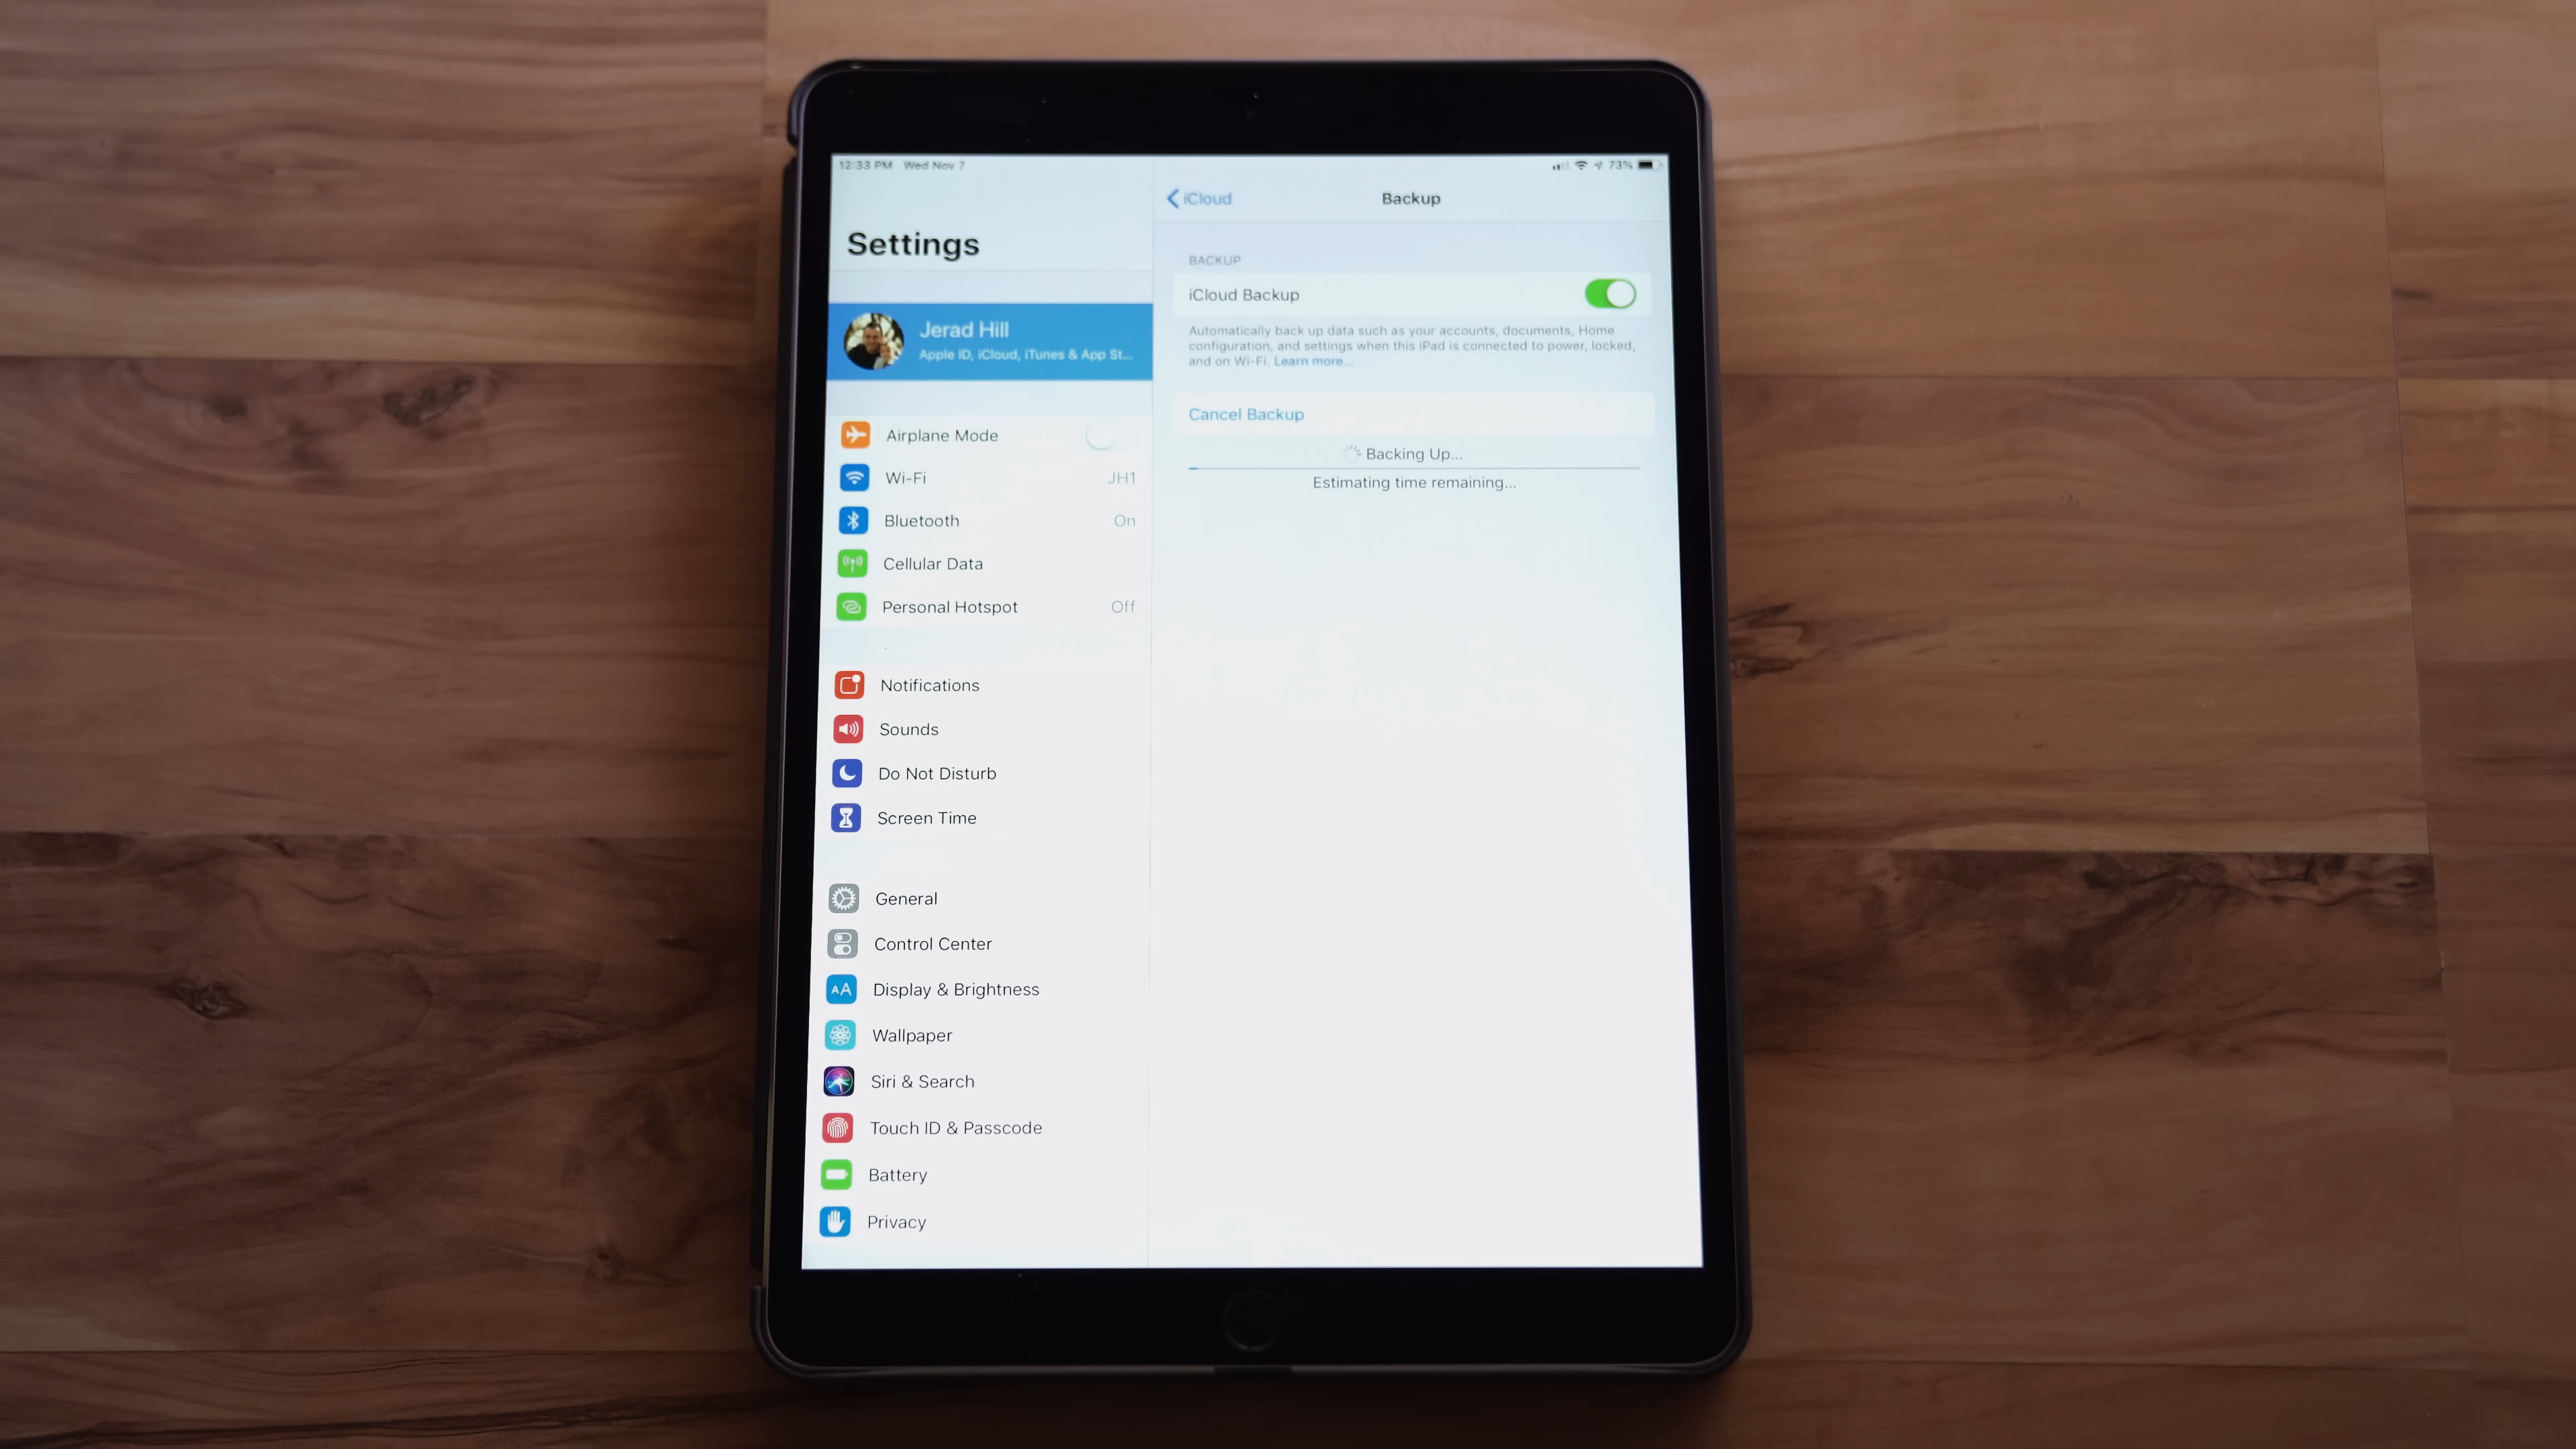 12:33 PM Wed Nov 7
73%
Settings
Jerad Hill
Apple ID, iCloud, iTunes & App St...
Airplane Mode
Wi-Fi JH1
Bluetooth On
Cellular Data
Personal Hotspot Off
Notifications
Sounds
Do Not Disturb
Screen Time
General
Control Center
AA Display & Brightness
Wallpaper
Siri & Search
Touch ID & Passcode
Battery
Privacy
iCloud
Backup
BACKUP
iCloud Backup
Automatically back up data such as your accounts, documents, Home
configuration, and settings when this iPad is connected to power, locked,
and on Wi-Fi. Learn more...
Cancel Backup
Backing Up...
Estimating time remaining...